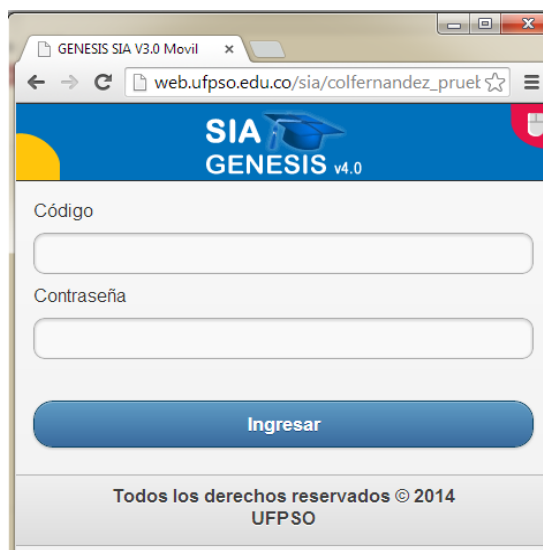 GENESIS SIA V3.0 Movil
web.ufpso.edu.co/sia/colfernandez_prueb
SIA
GENESIS v4.0
Código
Contraseña
Ingresar
Todos los derechos reservados © 2014
UFPSO